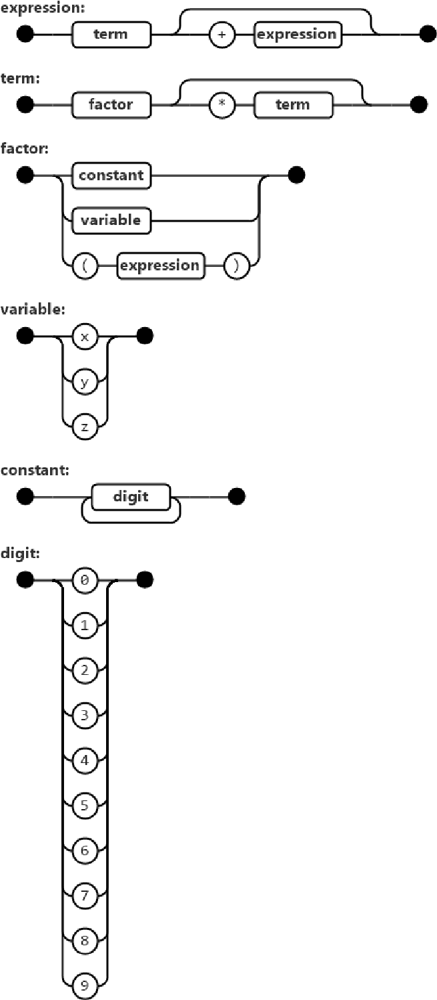 expression:
term + expression
term:
factor * term
factor:
constant
variable
( expression )
variable:
x
y
z
constant:
digit
digit:
0
1
2
3
4
5
6
7
8
9